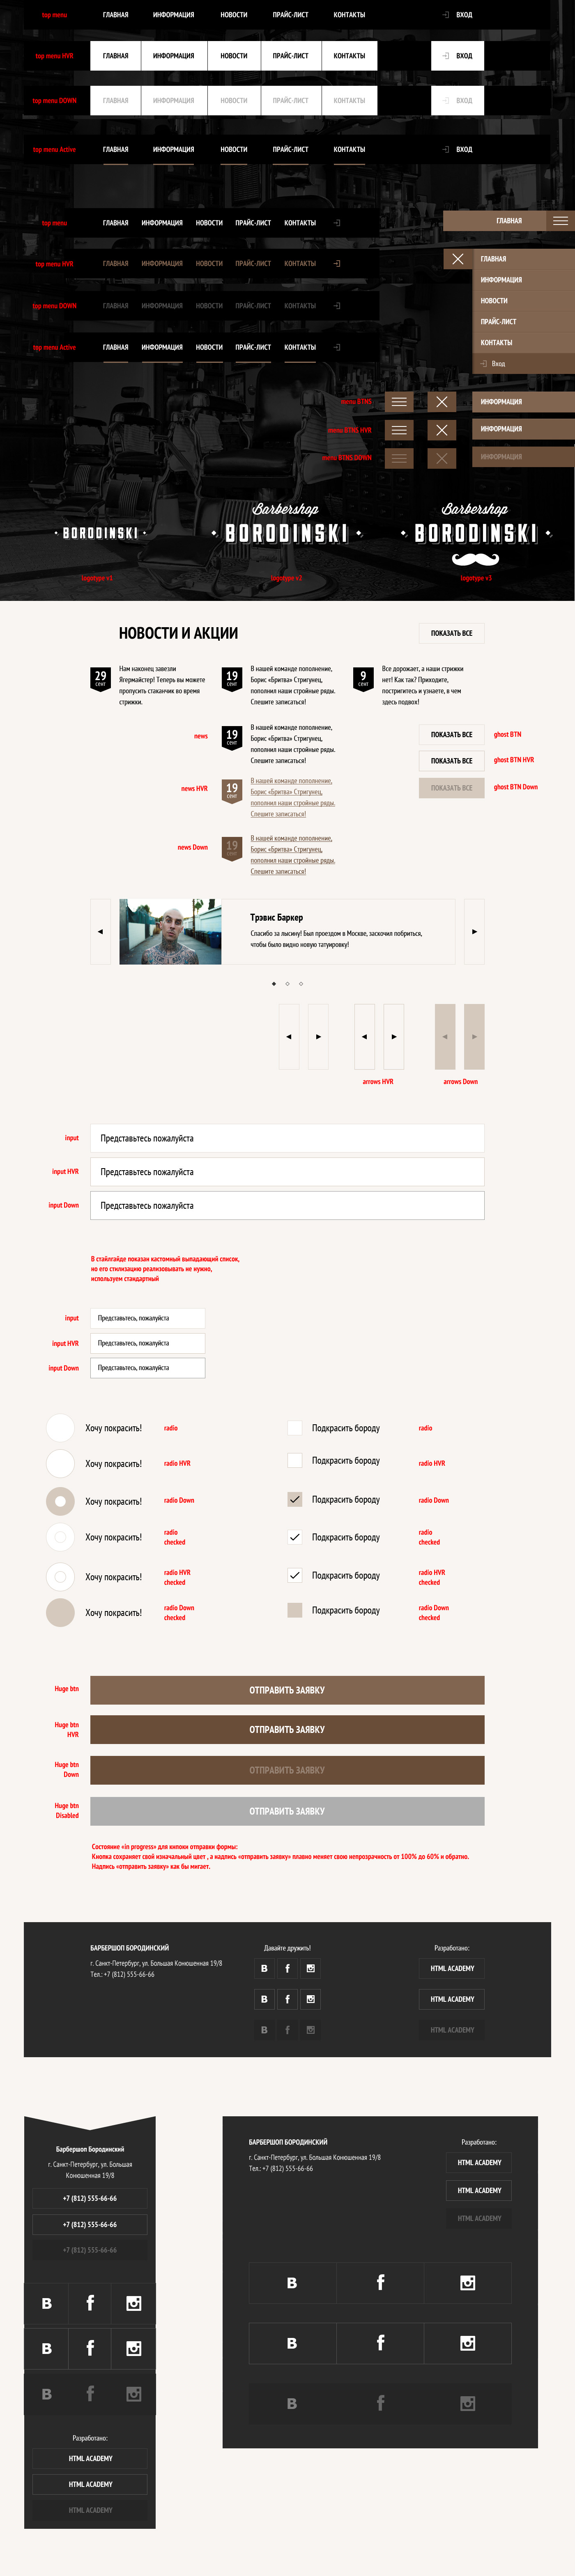 top menu ГЛАВНАЯ ИНФОРМАЦИЯ НОВОСТИ ПРАЙС-ЛИСТ КОНТАКТЫ ВХОД
top menu HVR ГЛАВНАЯ ИНФОРМАЦИЯ НОВОСТИ ПРАЙС-ЛИСТ КОНТАКТЫ ВХОД
top menu DOWN ГЛАВНАЯ ИНФОРМАЦИЯ НОВОСТИ ПРАЙС-ЛИСТ КОНТАКТЫ ВХОД
top menu Active ГЛАВНАЯ ИНФОРМАЦИЯ НОВОСТИ ПРАЙС-ЛИСТ КОНТАКТЫ ВХОД
top menu ГЛАВНАЯ ИНФОРМАЦИЯ НОВОСТИ ПРАЙС-ЛИСТ КОНТАКТЫ
ГЛАВНАЯ
top menu HVR ГЛАВНАЯ ИНФОРМАЦИЯ НОВОСТИ ПРАЙС-ЛИСТ КОНТАКТЫ
top menu DOWN ГЛАВНАЯ ИНФОРМАЦИЯ НОВОСТИ ПРАЙС-ЛИСТ КОНТАКТЫ
top menu Active ГЛАВНАЯ ИНФОРМАЦИЯ НОВОСТИ ПРАЙС-ЛИСТ КОНТАКТЫ
ГЛАВНАЯ
ИНФОРМАЦИЯ
НОВОСТИ
ПРАЙС-ЛИСТ
КОНТАКТЫ
Вход
menu BTNS ИНФОРМАЦИЯ
menu BTNS HVR ИНФОРМАЦИЯ
menu BTNS DOWN ИНФОРМАЦИЯ
BORODINSKI
logotype v1
Barbershop
BORODINSKI
logotype v2
Barbershop
BORODINSKI
logotype v3
НОВОСТИ И АКЦИИ
ПОКАЗАТЬ ВСЕ
29
СЕНТ
Нам наконец завезли
Ягермайстер! Теперь вы можете
пропусить стаканчик во время
стрижки.
19
СЕНТ
В нашей команде пополнение,
Борис «Бритва» Стригунец,
пополнил наши стройные ряды.
Спешите записаться!
9
СЕНТ
Все дорожает, а наши стрижки
нет! Как так? Приходите,
постригитесь и узнаете, в чем
здесь подвох!
news
19
СЕНТ
В нашей команде пополнение,
Борис «Бритва» Стригунец,
пополнил наши стройные ряды.
Спешите записаться!
news HVR
19
СЕНТ
В нашей команде пополнение,
Борис «Бритва» Стригунец,
пополнил наши стройные ряды.
Спешите записаться!
news Down
19
СЕНТ
В нашей команде пополнение,
Борис «Бритва» Стригунец,
пополнил наши стройные ряды.
Спешите записаться!
ПОКАЗАТЬ ВСЕ ghost BTN
ПОКАЗАТЬ ВСЕ ghost BTN HVR
ПОКАЗАТЬ ВСЕ ghost BTN Down
Трэвис Баркер
Спасибо за лысину! Был проездом в Москве, заскочил побриться,
чтобы было видно новую татуировку!
arrows HVR
arrows Down
input Представьтесь пожалуйста
input HVR Представьтесь пожалуйста
input Down Представьтесь пожалуйста
В стайлгайде показан кастомный выпадающий список,
но его стилизацию реализовывать не нужно,
используем стандартный
input Представьтесь, пожалуйста
input HVR Представьтесь, пожалуйста
input Down Представьтесь, пожалуйста
Хочу покрасить! radio
Хочу покрасить! radio HVR
Хочу покрасить! radio Down
Хочу покрасить! radio
checked
Хочу покрасить! radio HVR
checked
Хочу покрасить! radio Down
checked
Подкрасить бороду radio
Подкрасить бороду radio HVR
Подкрасить бороду radio Down
Подкрасить бороду radio
checked
Подкрасить бороду radio HVR
checked
Подкрасить бороду radio Down
checked
Huge btn
ОТПРАВИТЬ ЗАЯВКУ
Huge btn
HVR
ОТПРАВИТЬ ЗАЯВКУ
Huge btn
Down
ОТПРАВИТЬ ЗАЯВКУ
Huge btn
Disabled
ОТПРАВИТЬ ЗАЯВКУ
Состояние «in progress» для кнпоки отправки формы:
Кнопка сохраняет свой изначальный цвет , а надпись «отправить заявку» плавно меняет свою непрозрачность от 100% до 60% и обратно.
Надпись «отправить заявку» как бы мигает.
БАРБЕРШОП БОРОДИНСКИЙ
г. Санкт-Петербург, ул. Большая Конюшенная 19/8
Тел.: +7 (812) 555-66-66
Давайте дружить!
В f
В f
В f
Разработано:
HTML ACADEMY
HTML ACADEMY
HTML ACADEMY
Барбершоп Бородинский
г. Санкт-Петербург, ул. Большая
Конюшенная 19/8
+7 (812) 555-66-66
+7 (812) 555-66-66
+7 (812) 555-66-66
В f
В f
В f
Разработано:
HTML ACADEMY
HTML ACADEMY
HTML ACADEMY
БАРБЕРШОП БОРОДИНСКИЙ
г. Санкт-Петербург, ул. Большая Конюшенная 19/8
Тел.: +7 (812) 555-66-66
Разработано:
HTML ACADEMY
HTML ACADEMY
HTML ACADEMY
В f
В f
В f